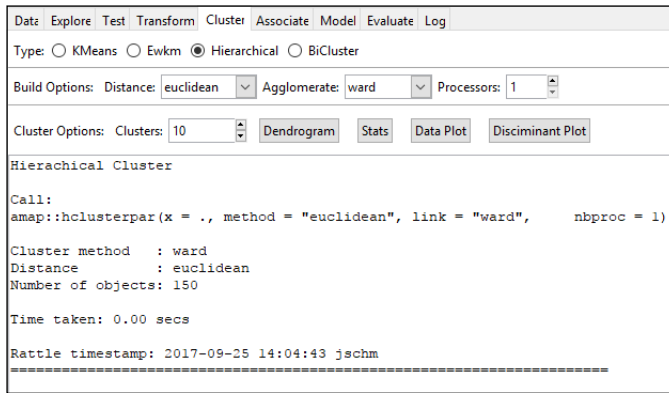 Data Explore Test Transform Cluster Associate Model Evaluate Log
Type: KMeans Ewkm Hierarchical BiCluster
Build Options: Distance: euclidean Agglomerate: ward Processors: 1
Cluster Options: Clusters: 10 Dendrogram Stats Data Plot Disciminant Plot
Hierachical Cluster
Call:
amap::hclusterpar(x = ., method = "euclidean", link = "ward", nbproc = 1)
Cluster method : ward
Distance : euclidean
Number of objects: 150
Time taken: 0.00 secs
Rattle timestamp: 2017-09-25 14:04:43 jschm
======================================================================